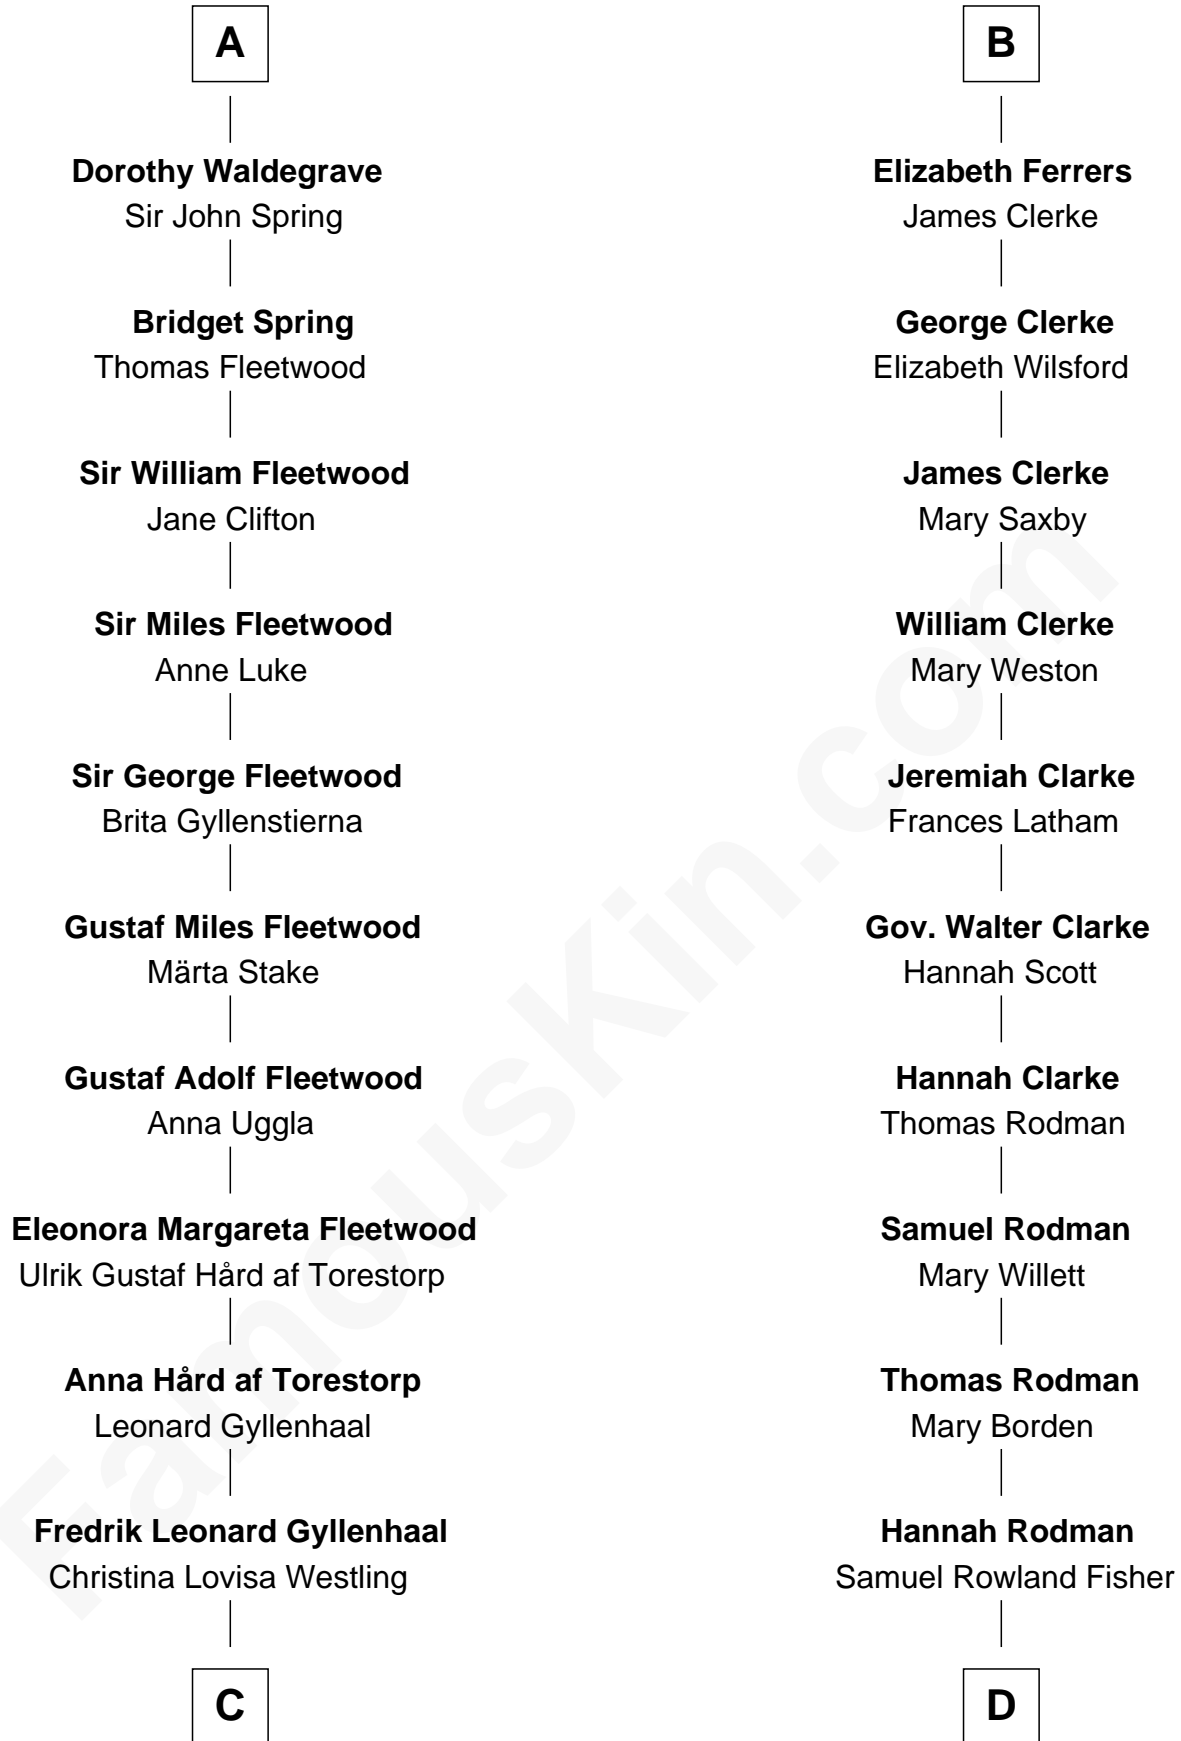 A
Dorothy Waldegrave
Sir John Spring
Bridget Spring
Thomas Fleetwood
Sir William Fleetwood
Jane Clifton
Sir Miles Fleetwood
Anne Luke
Sir George Fleetwood
Brita Gyllenstierna
Gustaf Miles Fleetwood
Märta Stake
Gustaf Adolf Fleetwood
Anna Uggla
Eleonora Margareta Fleetwood
Ulrik Gustaf Hård af Torestorp
Anna Hård af Torestorp
Leonard Gyllenhaal
Fredrik Leonard Gyllenhaal
Christina Lovisa Westling
C
B
Elizabeth Ferrers
James Clerke
George Clerke
Elizabeth Wilsford
James Clerke
Mary Saxby
William Clerke
Mary Weston
Jeremiah Clarke
Frances Latham
Gov. Walter Clarke
Hannah Scott
Hannah Clarke
Thomas Rodman
Samuel Rodman
Mary Willett
Thomas Rodman
Mary Borden
Hannah Rodman
Samuel Rowland Fisher
D
FamousKin.com